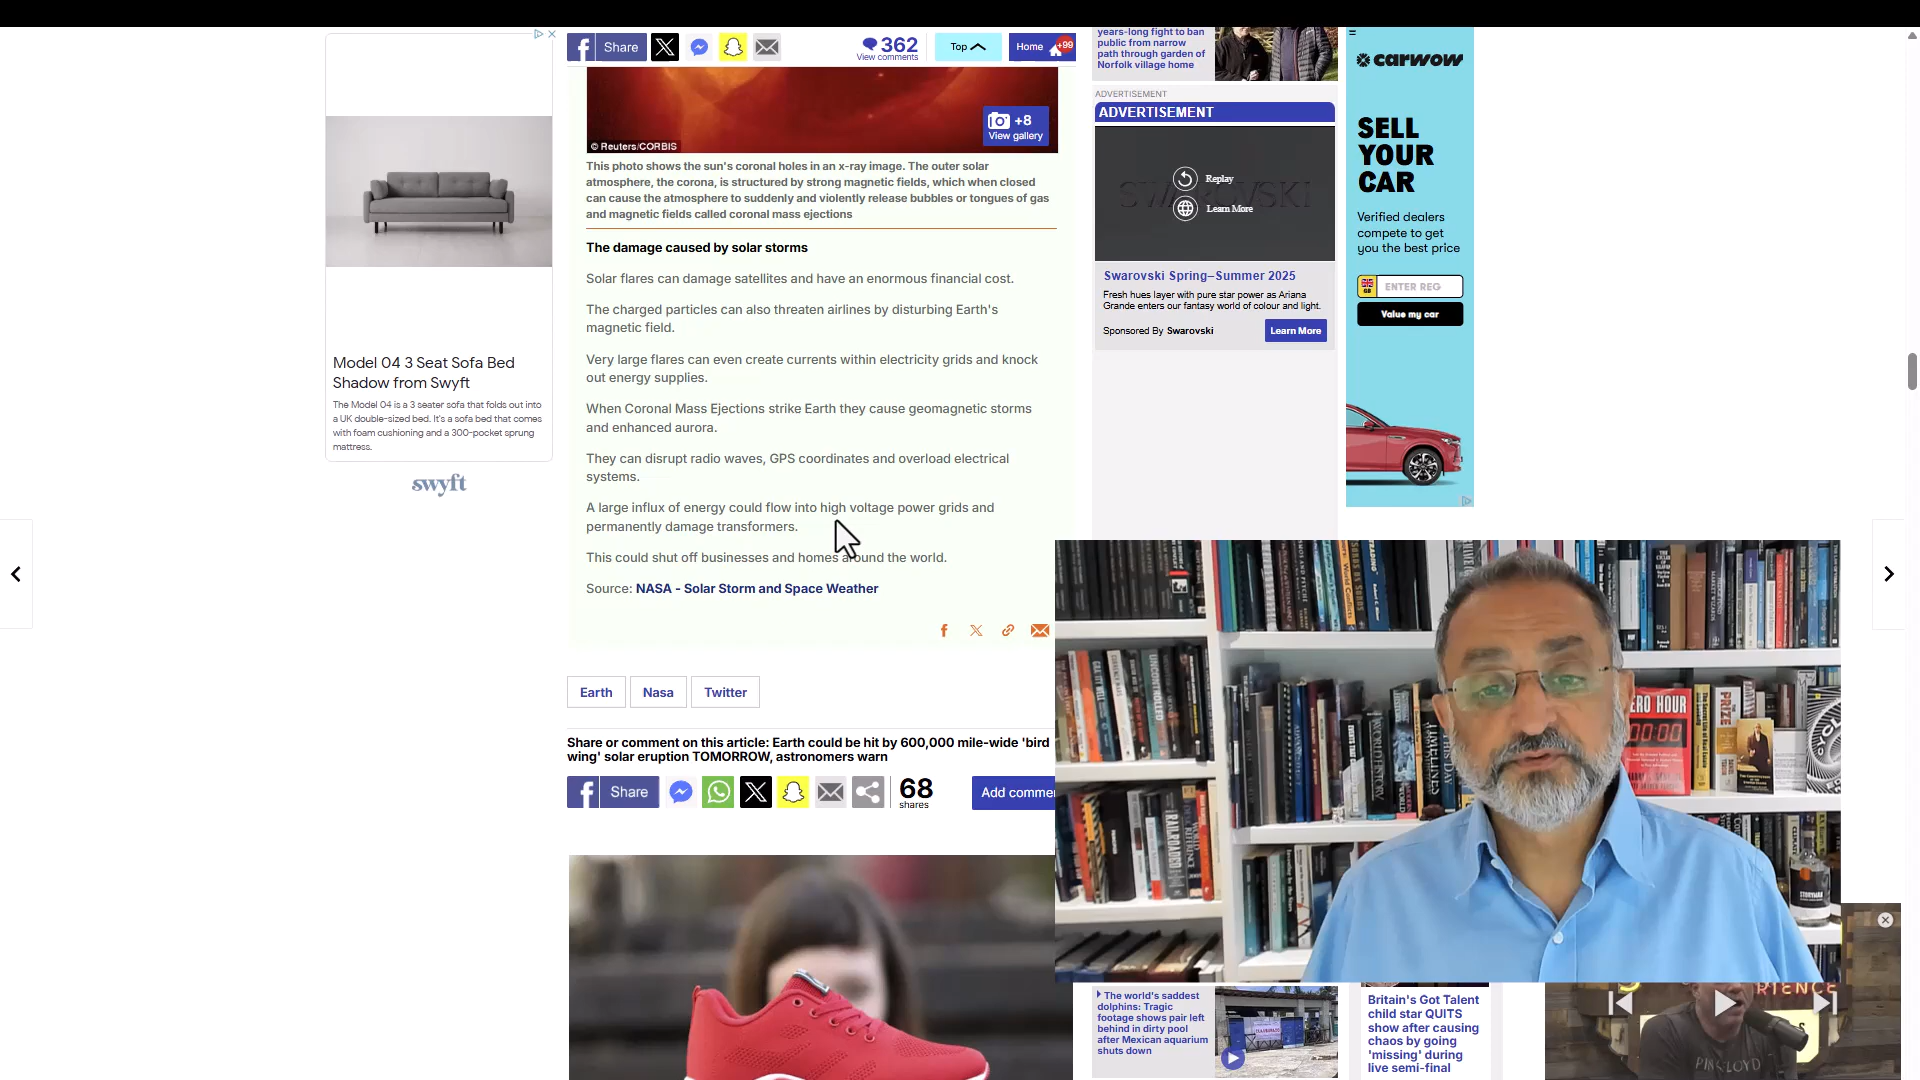 Share
362
View comments
Top
Home
+99
years-long fight to ban
public from narrow
path through garden of
Norfolk village home
carwow
ADVERTISEMENT
ADVERTISEMENT
SELL
YOUR
CAR
+8
View gallery
© Reuters/CORBIS
Replay
SWAROVSKI
Learn More
This photo shows the sun's coronal holes in an x-ray image. The outer solar
atmosphere, the corona, is structured by strong magnetic fields, which when closed
can cause the atmosphere to suddenly and violently release bubbles or tongues of gas
and magnetic fields called coronal mass ejections
Verified dealers
compete to get
you the best price
The damage caused by solar storms
Solar flares can damage satellites and have an enormous financial cost.
The charged particles can also threaten airlines by disturbing Earth's
magnetic field.
Very large flares can even create currents within electricity grids and knock
out energy supplies.
When Coronal Mass Ejections strike Earth they cause geomagnetic storms
and enhanced aurora.
They can disrupt radio waves, GPS coordinates and overload electrical
systems.
A large influx of energy could flow into high voltage power grids and
permanently damage transformers.
This could shut off businesses and homes around the world.
Source: NASA - Solar Storm and Space Weather
Swarovski Spring–Summer 2025
Fresh hues layer with pure star power as Ariana
Grande enters our fantasy world of colour and light.
Sponsored By Swarovski
Learn More
GB
ENTER REG
Value my car
Model 04 3 Seat Sofa Bed
Shadow from Swyft
The Model 04 is a 3 seater sofa that folds out into
a UK double-sized bed. It's a sofa bed that comes
with foam cushioning and a 300-pocket sprung
mattress.
swyft
Earth
Nasa
Twitter
Share or comment on this article: Earth could be hit by 600,000 mile-wide 'bird
wing' solar eruption TOMORROW, astronomers warn
Share
68
shares
Add comme
UNCONTROLLED
RAILROADED
TIMELINES
ERO HOUR
00:00
THE
PRIZE
The world's saddest
dolphins: Tragic
footage shows pair left
behind in dirty pool
after Mexican aquarium
shuts down
Britain's Got Talent
child star QUITS
show after causing
chaos by going
'missing' during
live semi-final
RIENCE